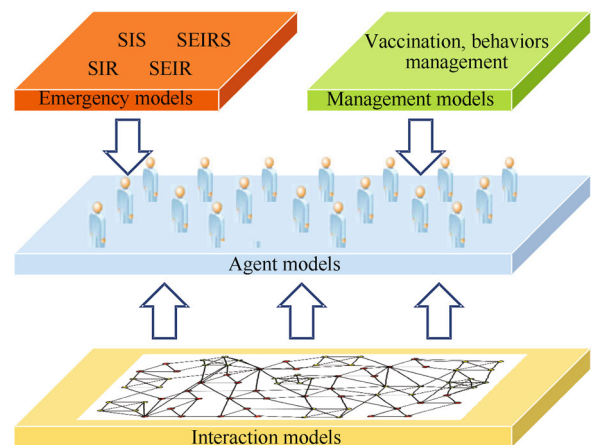 SIS SEIRS
SIR SEIR
Emergency models
Vaccination, behaviors
management
Management models
Agent models
Interaction models